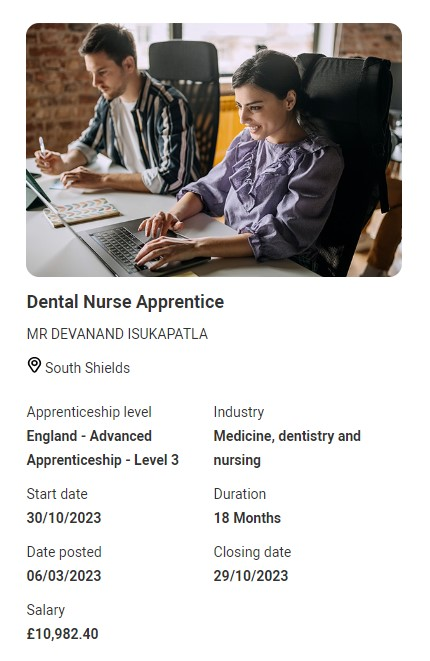 Dental Nurse Apprentice
MR DEVANAND ISUKAPATLA
South Shields
Apprenticeship level
England - Advanced
Apprenticeship - Level 3
Industry
Medicine, dentistry and
nursing
Start date
30/10/2023
Duration
18 Months
Date posted
06/03/2023
Closing date
29/10/2023
Salary
£10,982.40